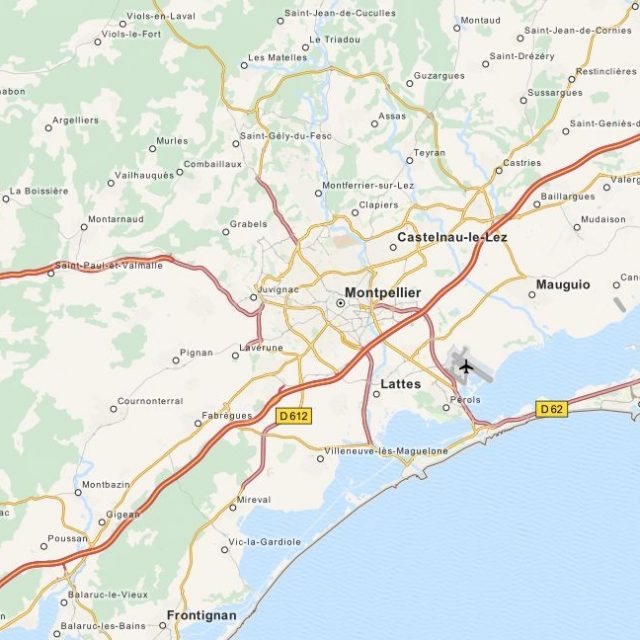 Viols-en-Laval
Saint-Jean-de-Cuculles
Montaud
Saint-Jean-de-Cornies
Viols-le-Fort
Le Triadou
Les Matelles
Saint-Drézéry
Restinclières
Guzargues
Sussargues
Argelliers
Assas
Saint-Geniès-d
Saint-Gély-du-Fesc
Murles
Combaillaux
Teyran
Castries
Vailhauquès
Montferrier-sur-Lez
La Boissière
Valerg
Baillargues
Clapiers
Montarnaud
Grabels
Mudaison
Castelnau-le-Lez
Saint-Paul-et-Valmalle
Juvignac
Montpellier
Mauguio
Lavérune
Pignan
Lattes
Cournonterral
Pérols
D 62
Fabrègues
D 612
Villeneuve-lès-Maguelone
Montbazin
Mireval
Gigean
Poussan
Vic-la-Gardiole
Balaruc-le-Vieux
Frontignan
Balaruc-les-Bains